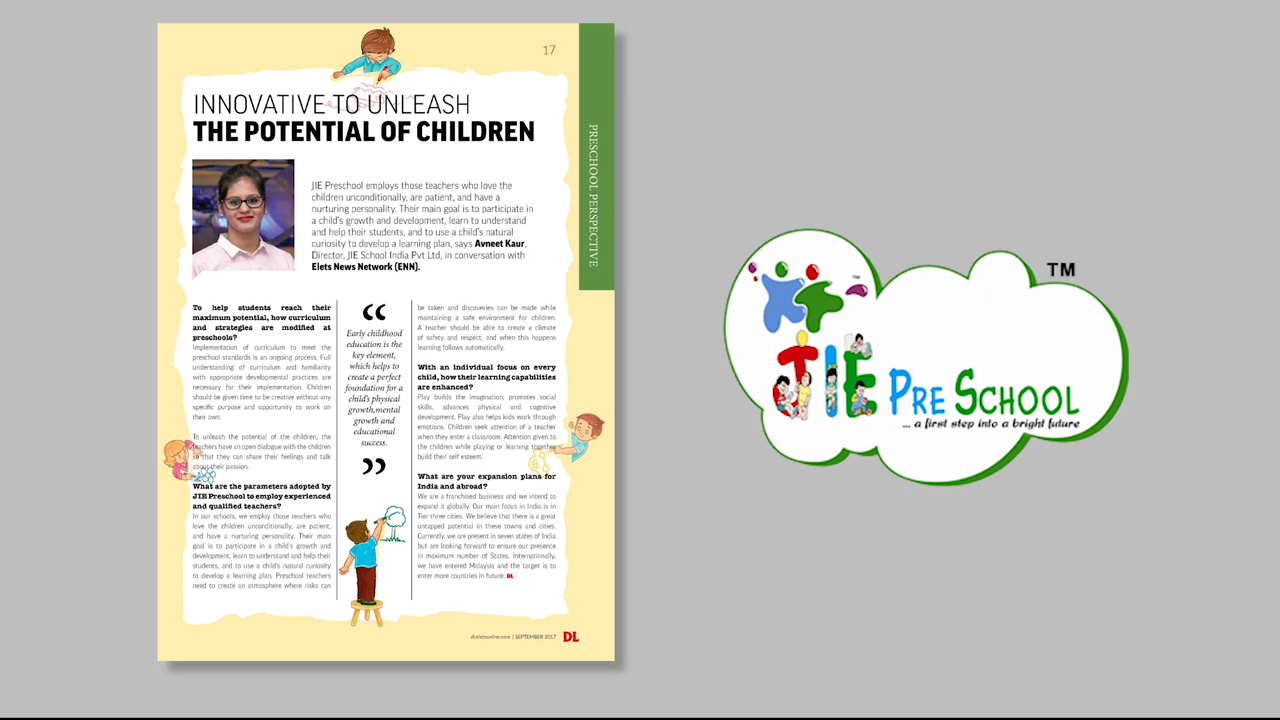 17
INNOVATIVE TO UNLEASH
THE POTENTIAL OF CHILDREN
PRESCHOOL PERSPECTIVE
JIE Preschool employs those teachers who love the
children unconditionally, are patient, and have a
nurturing personality. Their main goal is to participate in
a child's growth and development, learn to understand
and help their students, and to use a child's natural
curiosity to develop a learning plan, says Avneet Kaur,
Director, JIE School India Pvt Ltd, in conversation with
Elets News Network (ENN).
To help students reach their
maximum potential, how curriculum
and strategies are modified at
preschools?
Implementation of curriculum to meet the
preschool standards is an ongoing process. Full
understanding of curriculum and familiarity
with appropriate developmental practices are
necessary for their implementation. Children
should be given time to be creative without any
specific purpose and opportunity to work on
their own.
To unleash the potential of the children, the
teachers have an open dialogue with the children
so that they can share their feelings and talk
about their passion.
What are the parameters adopted by
JIE Preschool to employ experienced
and qualified teachers?
In our schools, we employ those teachers who
love the children unconditionally, are patient,
and have a nurturing personality. Their main
goal is to participate in a child's growth and
development, learn to understand and help their
students, and to use a child's natural curiosity
to develop a learning plan. Preschool teachers
need to create an atmosphere where risks can
“
Early childhood
education is the
key element,
which helps to
create a perfect
foundation for a
child's physical
growth,mental
growth and
educational
success.
”
be taken and discoveries can be made while
maintaining a safe environment for children.
A teacher should be able to create a climate
of safety and respect, and when this happens
learning follows automatically.
With an individual focus on every
child, how their learning capabilities
are enhanced?
Play builds the imagination, promotes social
skills, advances physical and cognitive
development. Play also helps kids work through
emotions. Children seek attention of a teacher
when they enter a classroom. Attention given to
the children while playing or learning together
build their self esteem.
What are your expansion plans for
India and abroad?
We are a franchised business and we intend to
expand it globally. Our main focus in India is in
Tier three cities. We believe that there is a great
untapped potential in these towns and cities.
Currently, we are present in seven states of India
but are looking forward to ensure our presence
in maximum number of States. Internationally,
we have entered Malaysia and the target is to
enter more countries in future. DL
dl.eletsonline.com | SEPTEMBER 2017 DL
TM
JIE PRE SCHOOL
... a first step into a bright future